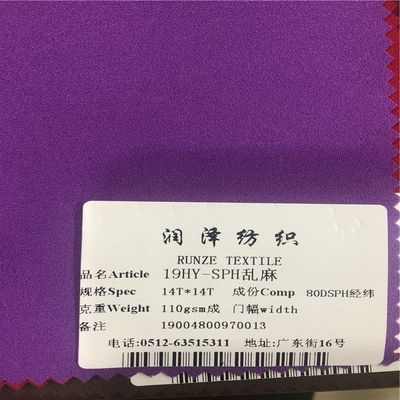 润泽纺织
RUNZE TEXTILE
品名Article 19HY-SPH乱麻
规格Spec 14T*14T 成份Comp 80DSPH经纬
克重Weight 110gsm成 门幅width
备注 19004800970013
电话:0512-63515311 地址:广东街16号